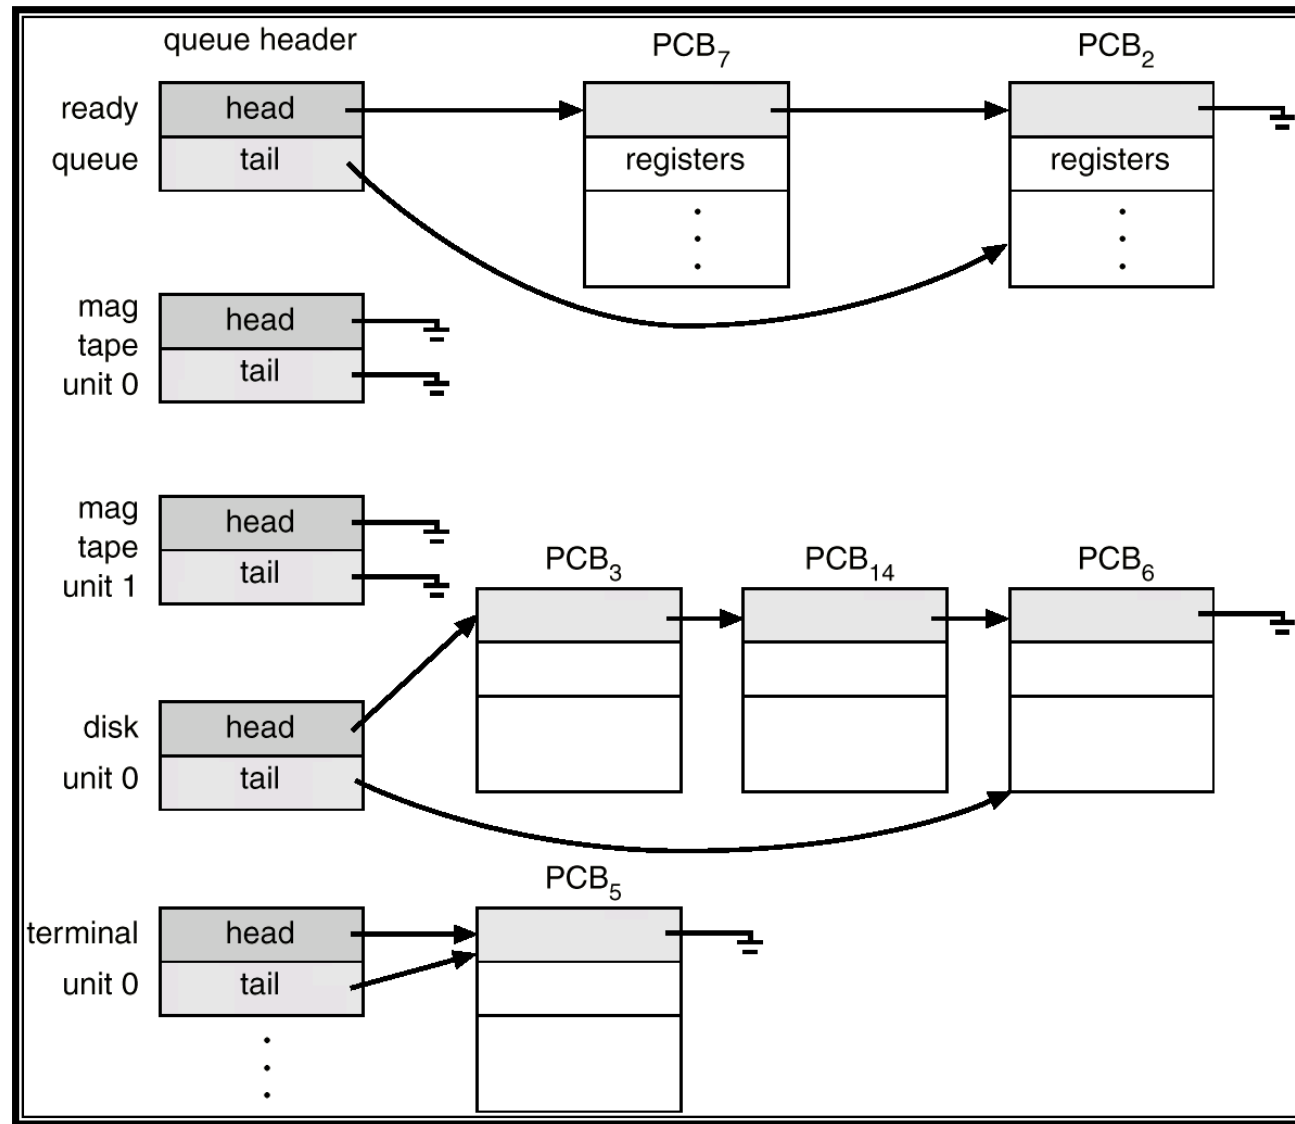 queue header
PCB7
PCB2
ready
head
queue
tail
registers
registers
mag
tape
unit 0
head
tail
mag
tape
unit 1
head
tail
PCB3
PCB14
PCB6
disk
head
unit 0
tail
PCB5
terminal
head
unit 0
tail